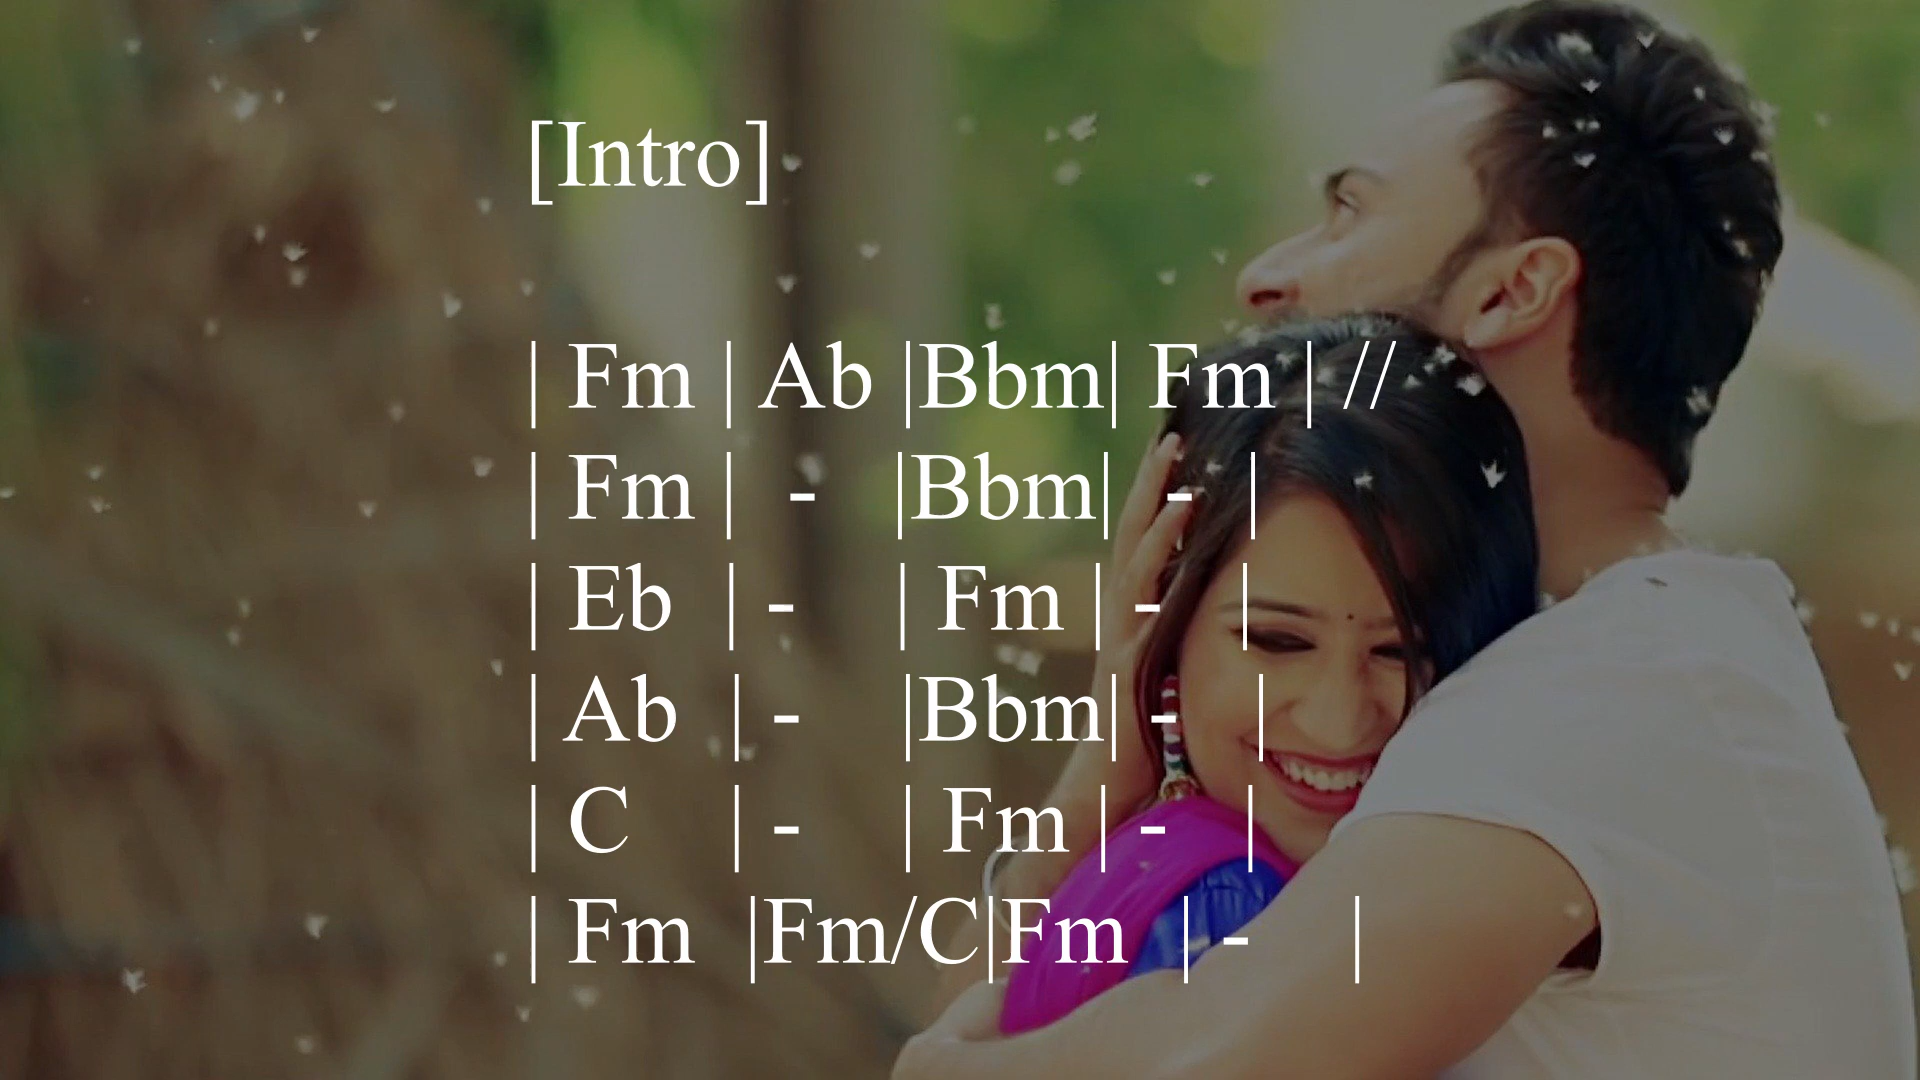 [Intro]
| Fm | Ab |Bbm| Fm | //
| Fm | - |Bbm| - |
| Eb | - | Fm | - |
| Ab | - |Bbm| - |
| C | - | Fm | - |
| Fm |Fm/C|Fm | - |